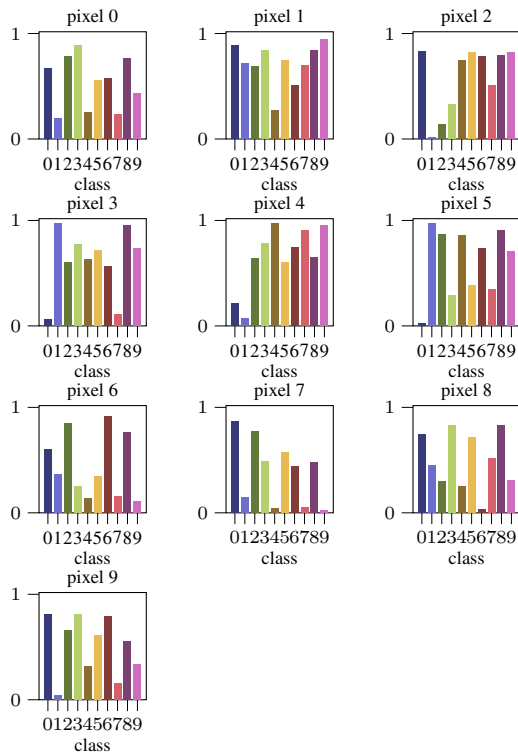 pixel 0 pixel 1 pixel 2
1 1 1
0 0 0
0123456789 0123456789 0123456789
class class class
pixel 3 pixel 4 pixel 5
1 1 1
0 0 0
0123456789 0123456789 0123456789
class class class
pixel 6 pixel 7 pixel 8
1 1 1
0 0 0
0123456789 0123456789 0123456789
class class class
pixel 9
1
0
0123456789
class